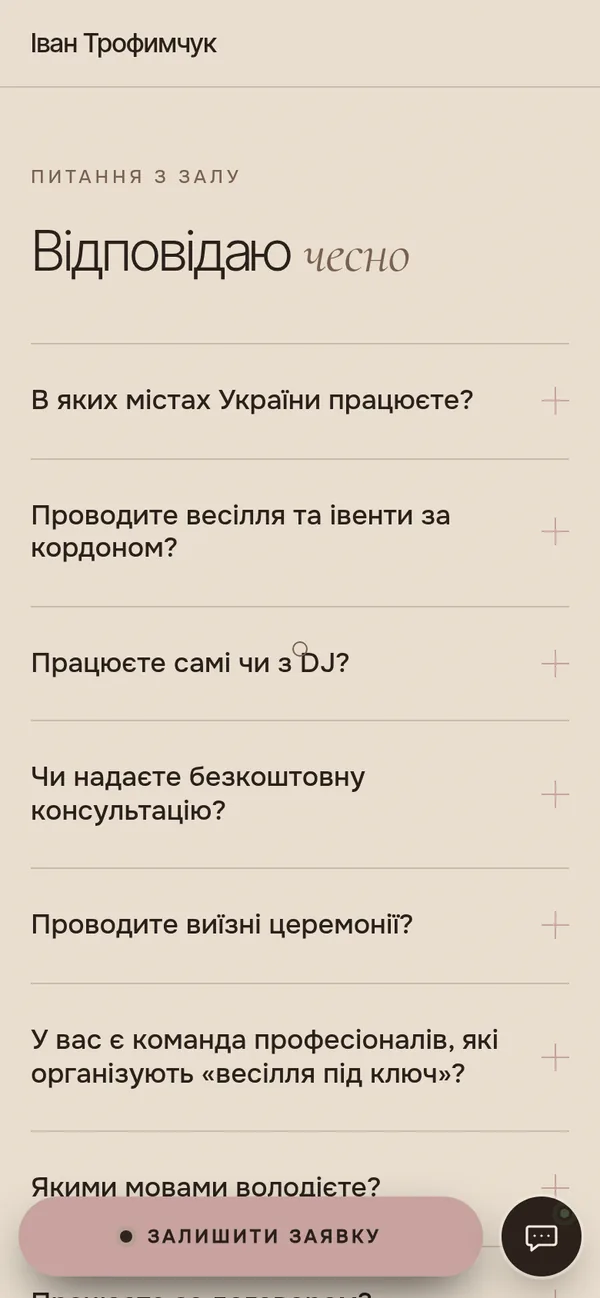 Іван Трофимчук
ПИТАННЯ З ЗАЛУ
Відповідаю чесно
В яких містах України працюєте?
Проводите весілля та івенти за
кордоном?
Працюєте самі чи з DJ?
Чи надаєте безкоштовну
консультацію?
Проводите виїзні церемонії?
У вас є команда професіоналів, які
організують «весілля під ключ»?
Якими мовами володієте?
ЗАЛИШИТИ ЗАЯВКУ